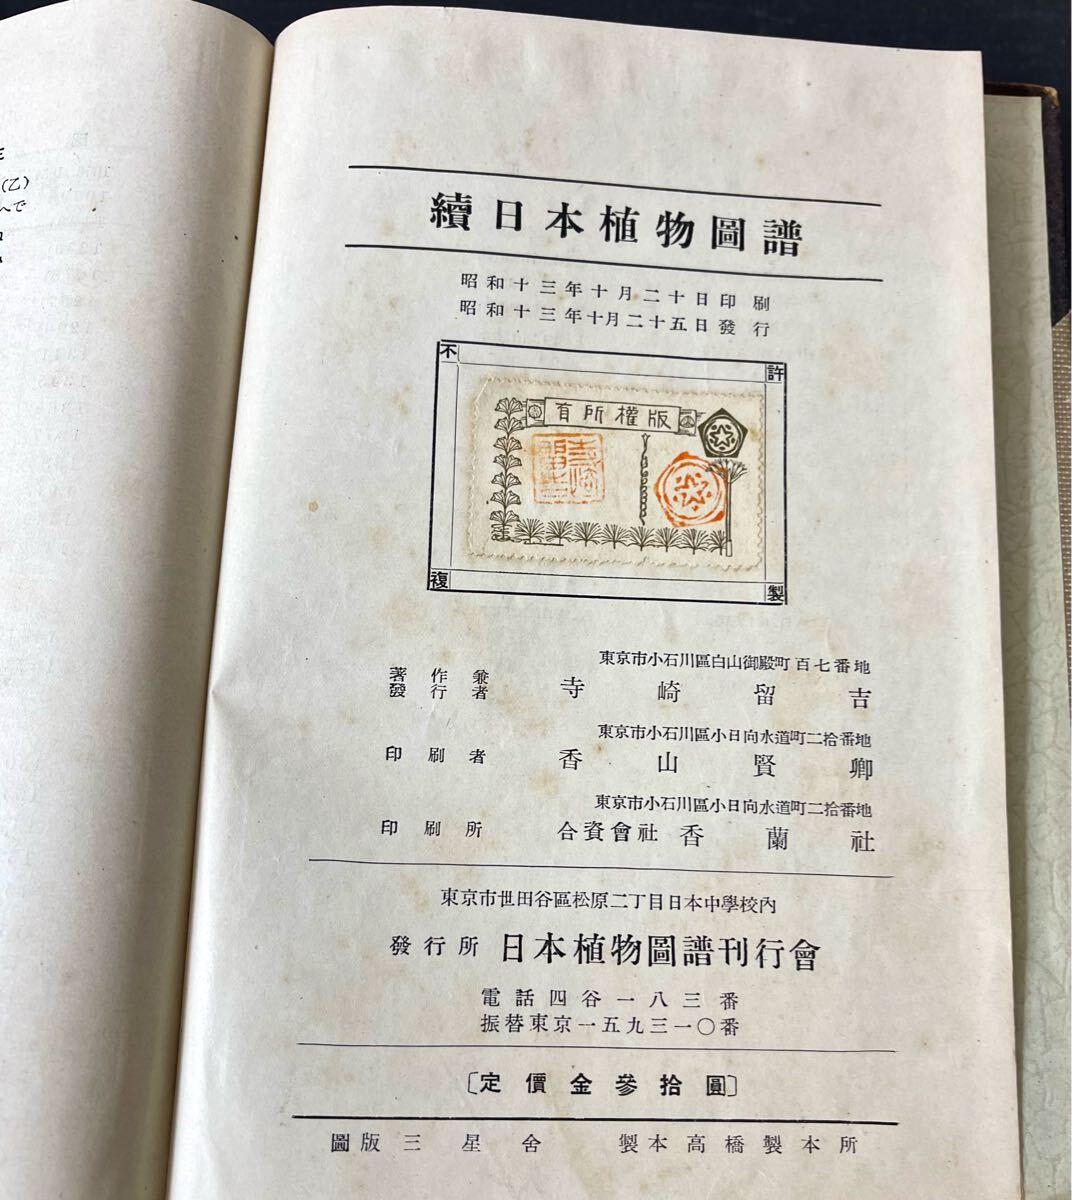 續日本植物圖譜
昭和十三年十月二十日印刷
昭和十三年十月二十五日發行
不許
版權所有
複製
東京市小石川區白山御殿町百七番地
著作兼
發行者 寺崎留吉
東京市小石川區小日向水道町二拾番地
印刷者 香山賢卿
東京市小石川區小日向水道町二拾番地
印刷所 合資會社 香蘭社
東京市世田谷區松原二丁目日本中學校內
發行所 日本植物圖譜刊行會
電話四谷一八三番
振替東京一五九三一〇番
〔定價金參拾圓〕
圖版三星舍 製本高橋製本所
(乙)